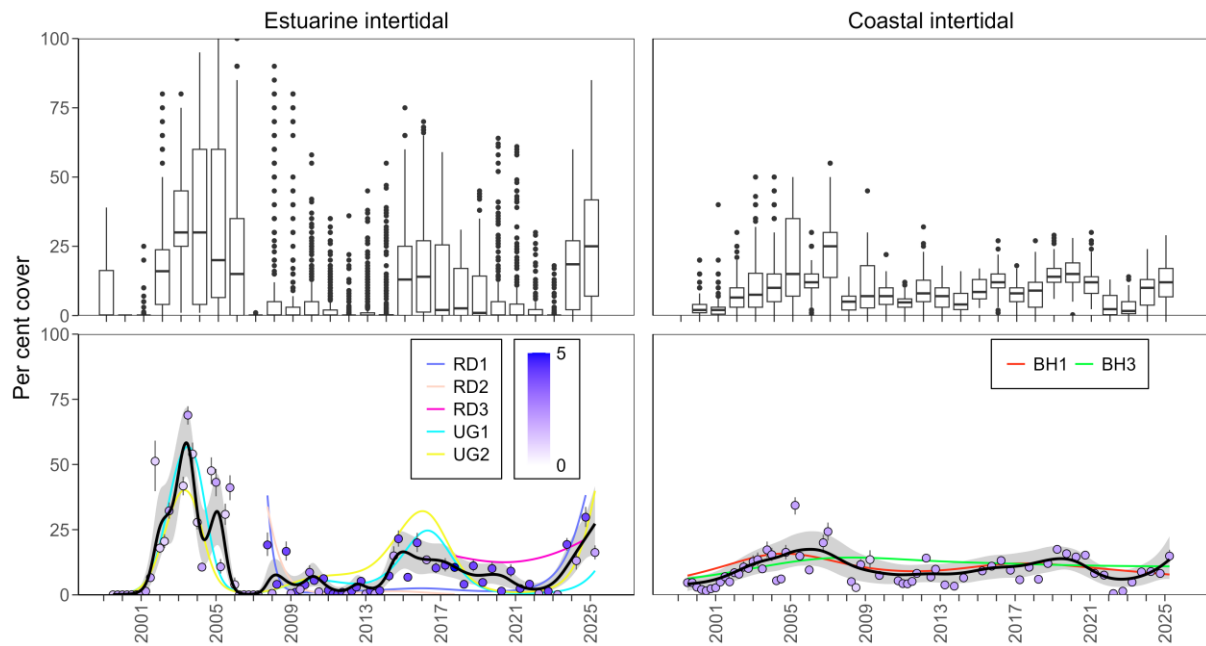 Estuarine intertidal
Coastal intertidal
Per cent cover
100
75
50
25
0
100
75
50
25
0
RD1
RD2
RD3
UG1
UG2
5
0
BH1
BH3
2001
2005
2009
2013
2017
2021
2025
2001
2005
2009
2013
2017
2021
2025